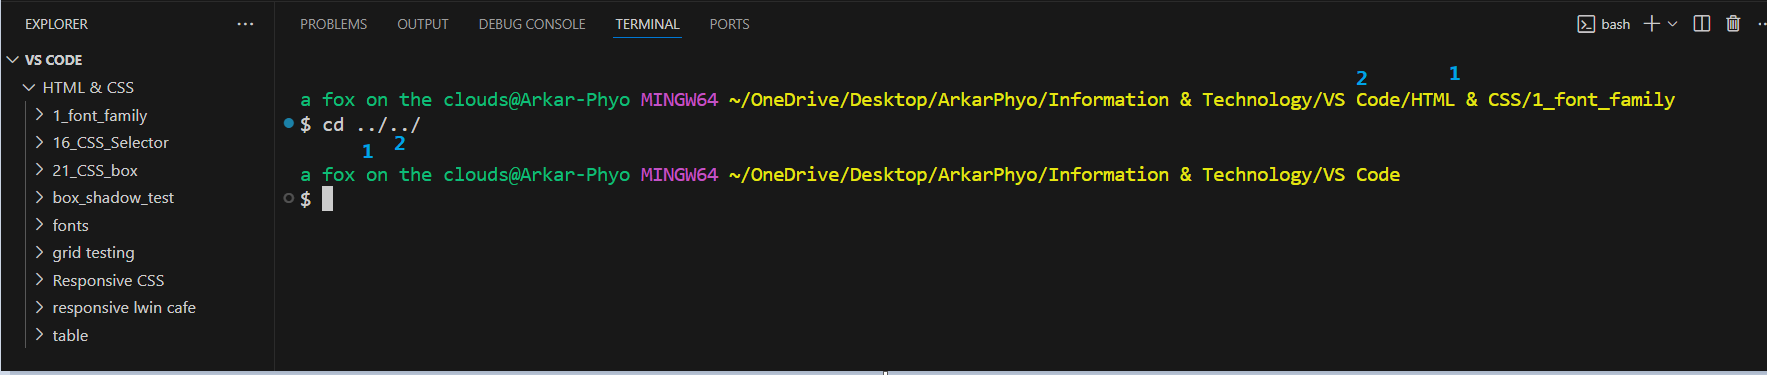 EXPLORER ...
VS CODE
HTML & CSS
1_font_family
16_CSS_Selector
21_CSS_box
box_shadow_test
fonts
grid testing
Responsive CSS
responsive lwin cafe
table
PROBLEMS OUTPUT DEBUG CONSOLE TERMINAL PORTS bash
2 1
a fox on the clouds@Arkar-Phyo MINGW64 ~/OneDrive/Desktop/ArkarPhyo/Information & Technology/VS Code/HTML & CSS/1_font_family
$ cd ../../
1 2
a fox on the clouds@Arkar-Phyo MINGW64 ~/OneDrive/Desktop/ArkarPhyo/Information & Technology/VS Code
$